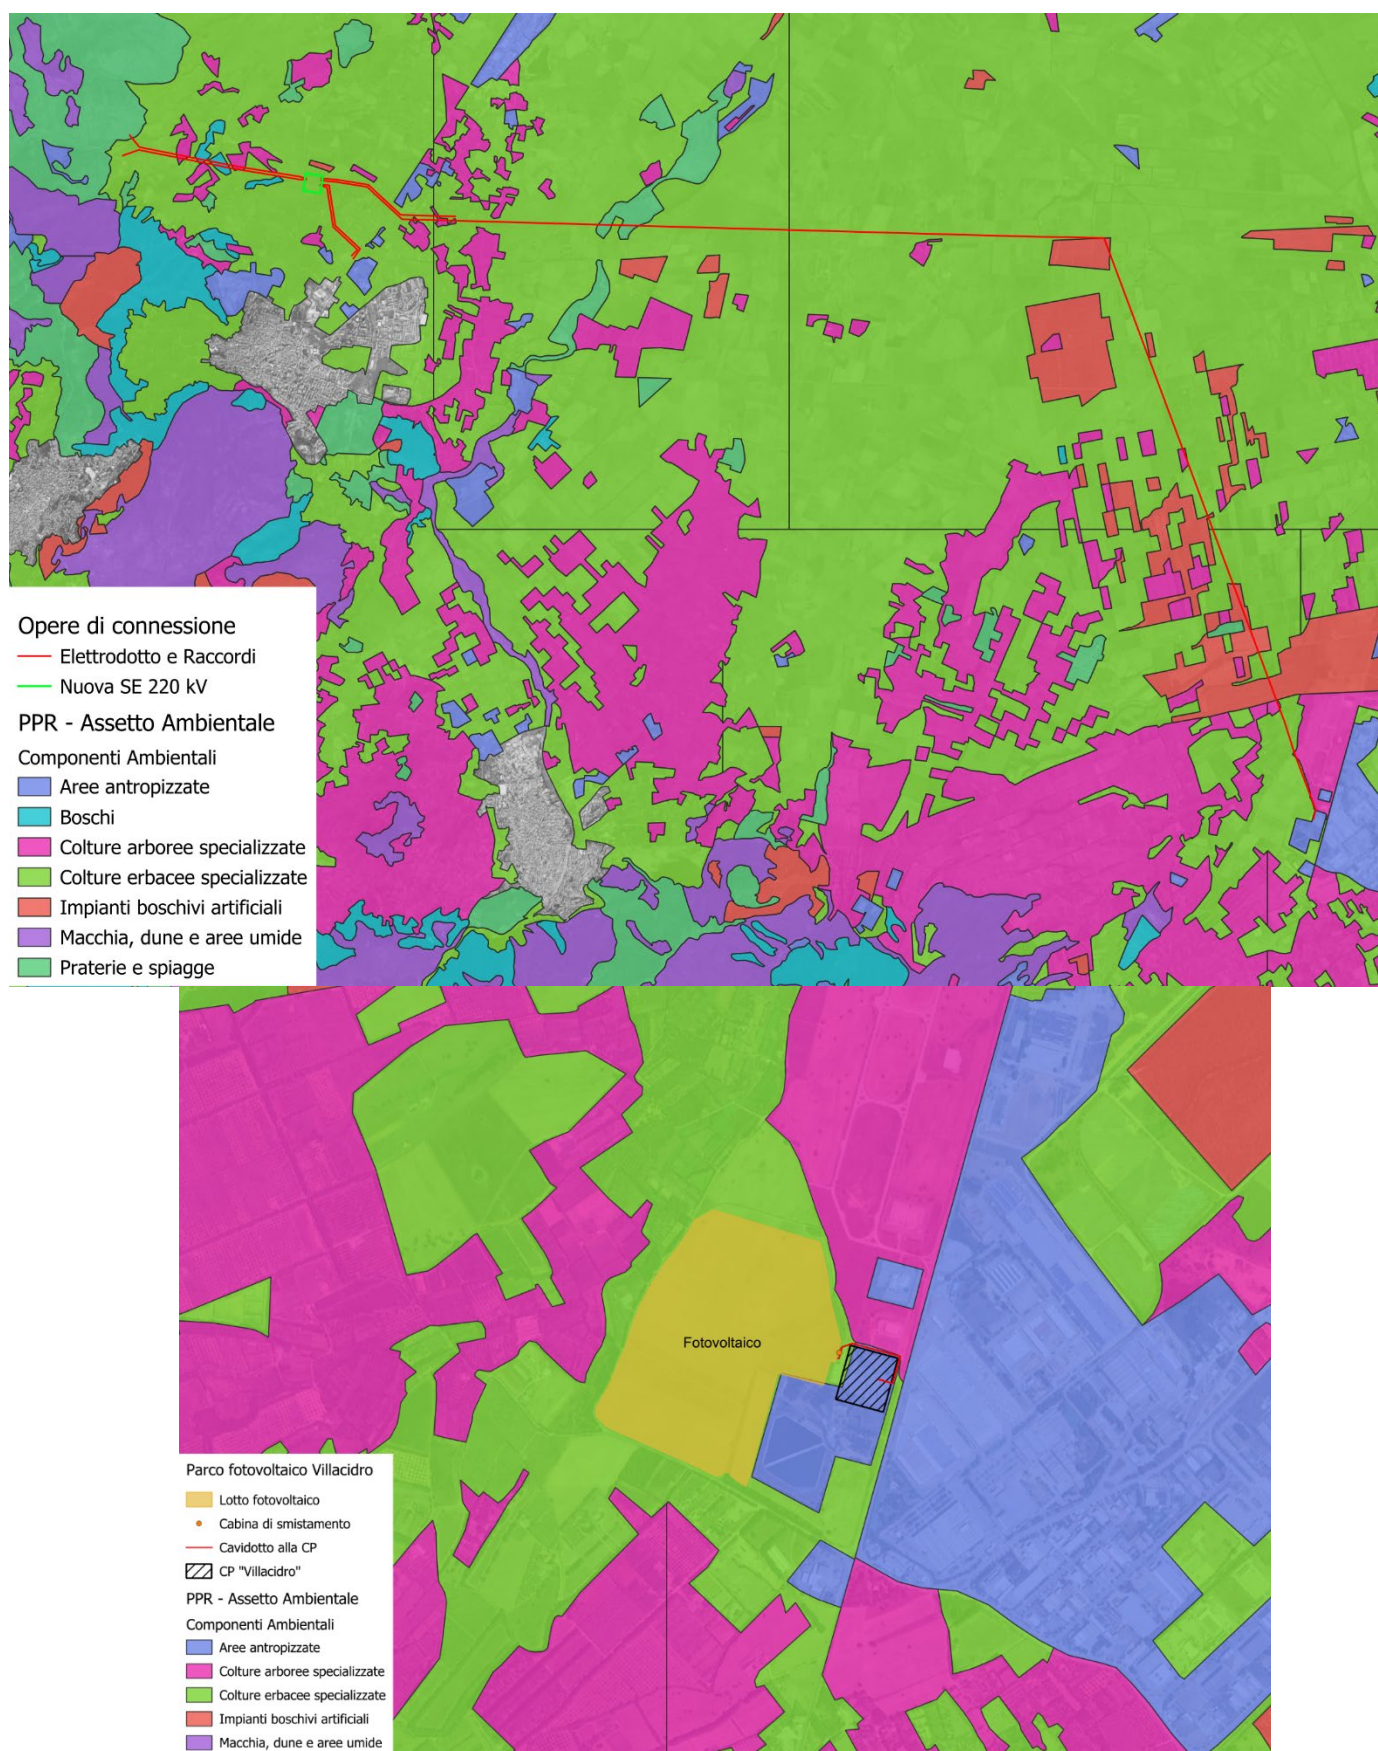 Opere di connessione
Elettrodotto e Raccordi
Nuova SE 220 kV
PPR - Assetto Ambientale
Componenti Ambientali
Aree antropizzate
Boschi
Colture arboree specializzate
Colture erbacee specializzate
Impianti boschivi artificiali
Macchia, dune e aree umide
Praterie e spiagge
Fotovoltaico
Parco fotovoltaico Villacidro
Lotto fotovoltaico
Cabina di smistamento
Cavidotto alla CP
CP "Villacidro"
PPR - Assetto Ambientale
Componenti Ambientali
Aree antropizzate
Colture arboree specializzate
Colture erbacee specializzate
Impianti boschivi artificiali
Macchia, dune e aree umide